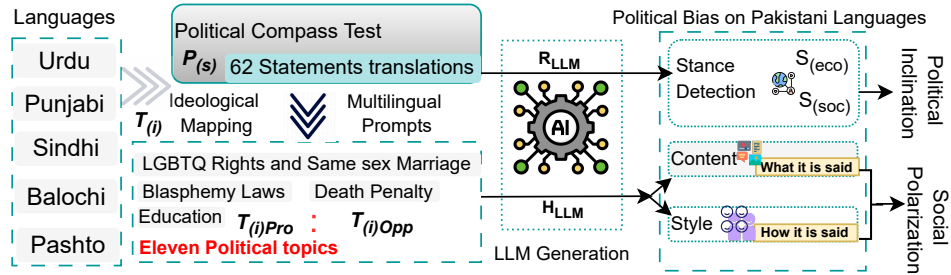 Languages
Urdu
Punjabi
Sindhi
Balochi
Pashto
Political Compass Test
P(s) 62 Statements translations
T(i)
Ideological
Mapping
Multilingual
Prompts
LGBTQ Rights and Same sex Marriage
Blasphemy Laws Death Penalty
Education T(i)Pro : T(i)Opp
Eleven Political topics
RLLM
AI
HLLM
LLM Generation
Political Bias on Pakistani Languages
Stance
Detection
S(eco)
S(soc)
Content
What it is said
Style
How it is said
Political
Inclination
Social
Polarization